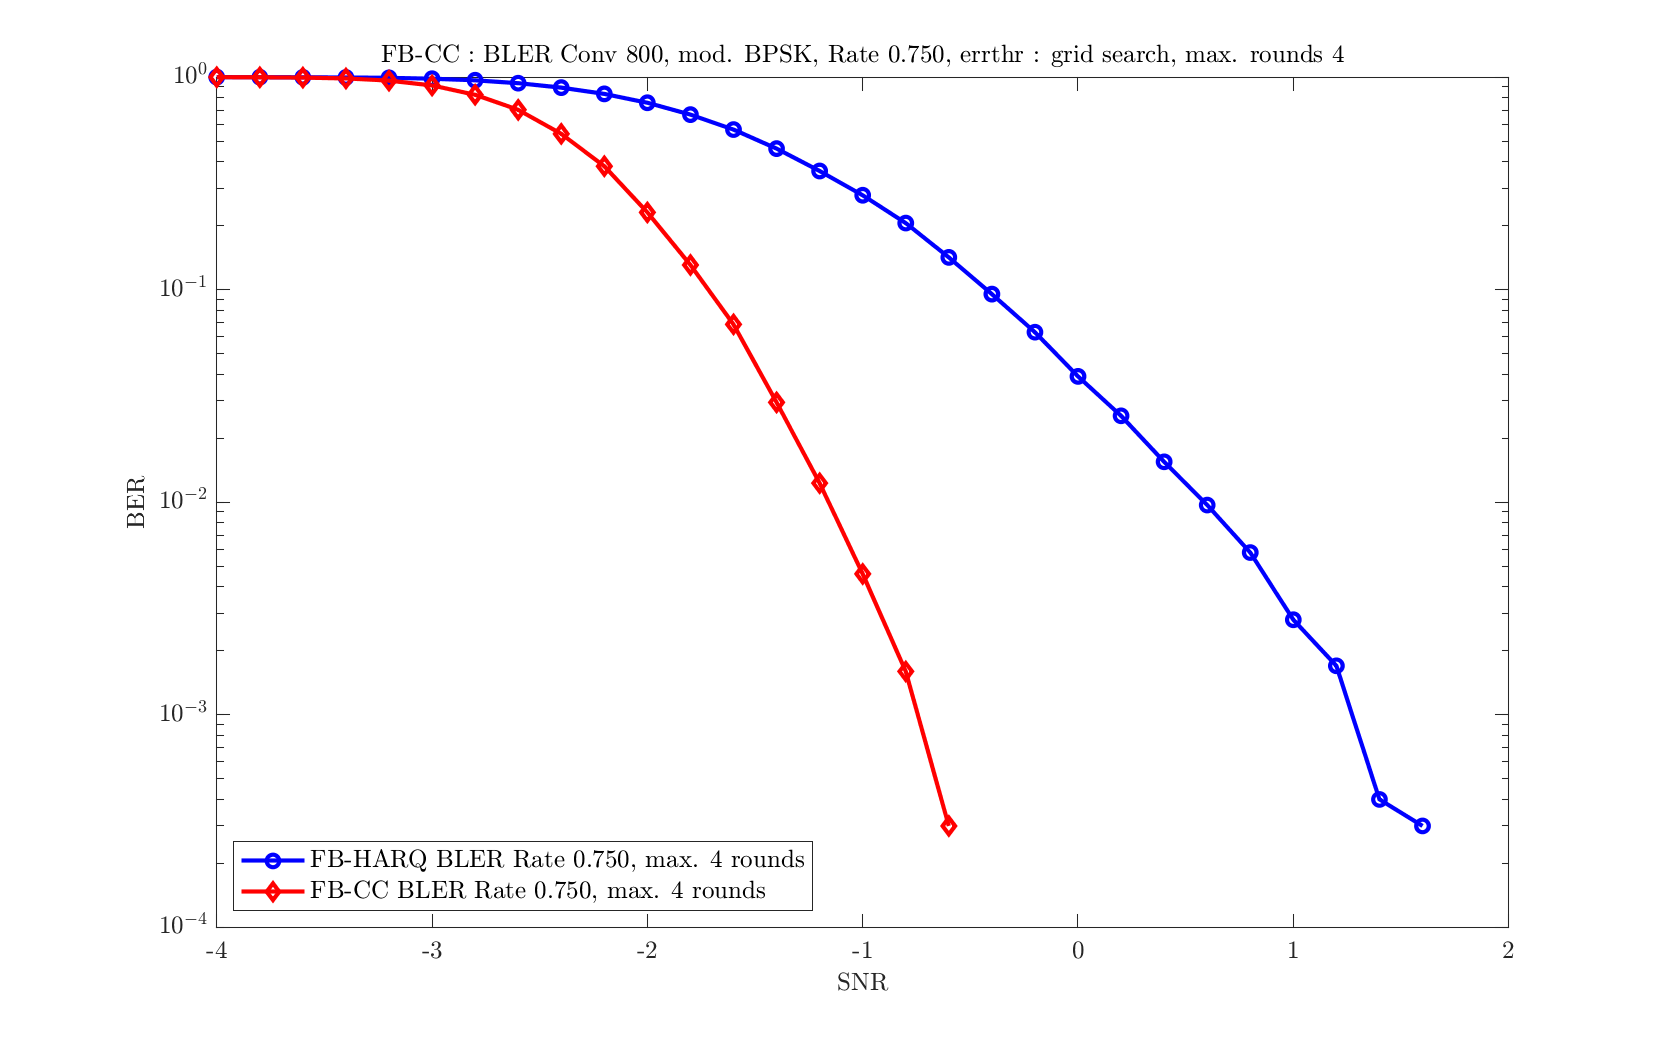 FB-CC : BLER Conv 800, mod. BPSK, Rate 0.750, errthr : grid search, max. rounds 4
10^0
10^-1
10^-2
10^-3
10^-4
BER
FB-HARQ BLER Rate 0.750, max. 4 rounds
FB-CC BLER Rate 0.750, max. 4 rounds
-4 -3 -2 -1 0 1 2
SNR